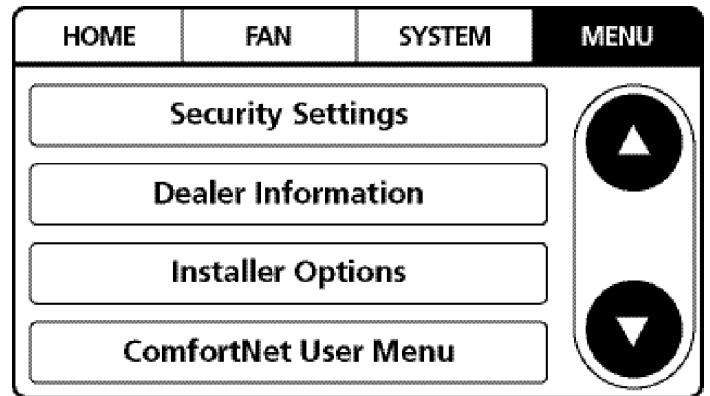 HOME FAN SYSTEM MENU
Security Settings
Dealer Information
Installer Options
ComfortNet User Menu